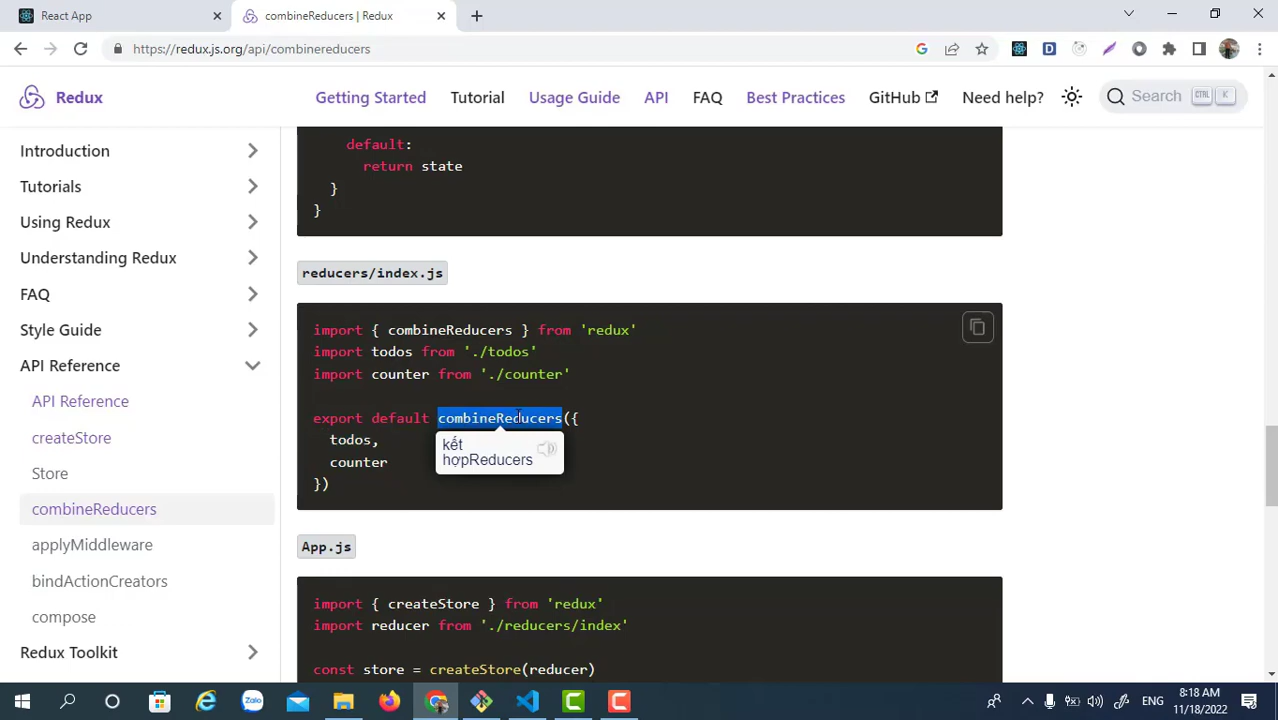 React App
combineReducers | Redux
https://redux.js.org/api/combinereducers
Redux
Getting Started
Tutorial
Usage Guide
API
FAQ
Best Practices
GitHub
Need help?
Search
CTRL
K
Introduction
Tutorials
Using Redux
Understanding Redux
FAQ
Style Guide
API Reference
API Reference
createStore
Store
combineReducers
applyMiddleware
bindActionCreators
compose
Redux Toolkit
default:
return state
}
}
reducers/index.js
import { combineReducers } from 'redux'
import todos from './todos'
import counter from './counter'
export default combineReducers({
todos,
counter
})
kết
hợpReducers
App.js
import { createStore } from 'redux'
import reducer from './reducers/index'
const store = createStore(reducer)
Zalo
ENG
8:18 AM
11/18/2022